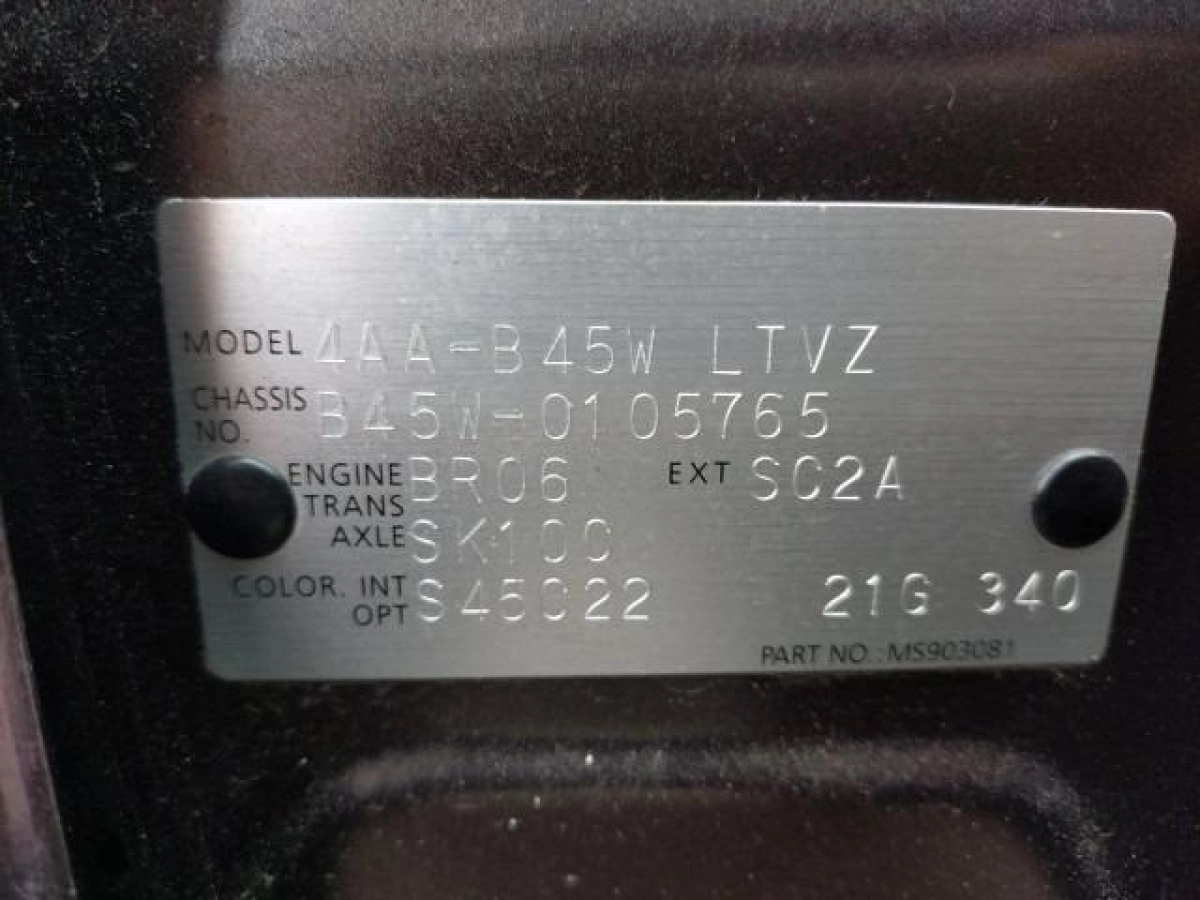 MODEL 4AA-B45W LTVZ
CHASSIS NO. B45W-0105765
ENGINE BR06 EXT SC2A
TRANS AXLE SK100
COLOR. INT OPT S45C22 21G 340
PART NO.:MS903081